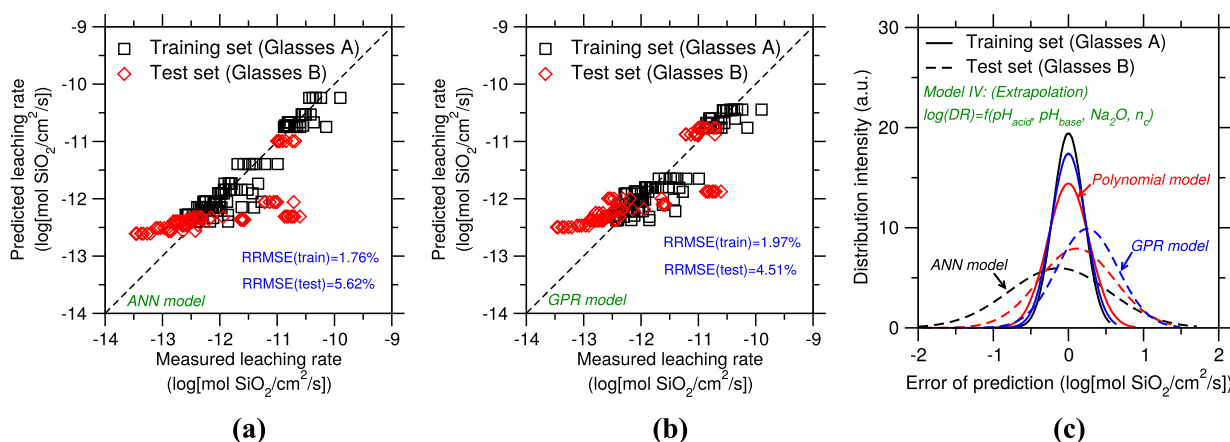 -9
-10
-11
-12
-13
-14
Predicted leaching rate
(log[mol SiO2/cm2/s])
Training set (Glasses A)
Test set (Glasses B)
RRMSE(train)=1.76%
RRMSE(test)=5.62%
ANN model
-14 -13 -12 -11 -10 -9
Measured leaching rate
(log[mol SiO2/cm2/s])
(a)
-9
-10
-11
-12
-13
-14
Predicted leaching rate
(log[mol SiO2/cm2/s])
Training set (Glasses A)
Test set (Glasses B)
RRMSE(train)=1.97%
RRMSE(test)=4.51%
GPR model
-14 -13 -12 -11 -10 -9
Measured leaching rate
(log[mol SiO2/cm2/s])
(b)
30
20
10
0
Distribution intensity (a.u.)
Training set (Glasses A)
Test set (Glasses B)
Model IV: (Extrapolation)
log(DR)=f(pHacid, pHbase, Na2O, nc)
Polynomial model
GPR model
ANN model
-2 -1 0 1 2
Error of prediction (log[mol SiO2/cm2/s])
(c)